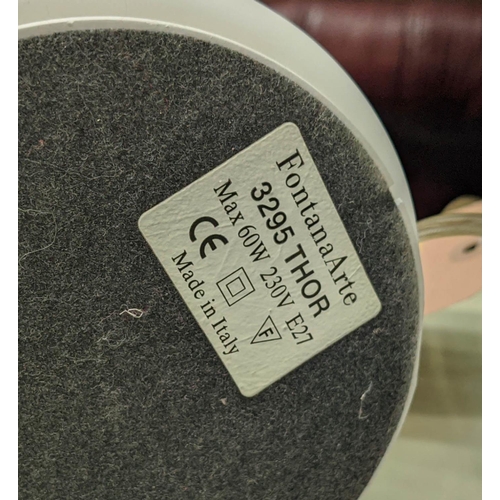 FontanaArte
3295 THOR
Max 60W 230V E27
CE F
Made in Italy